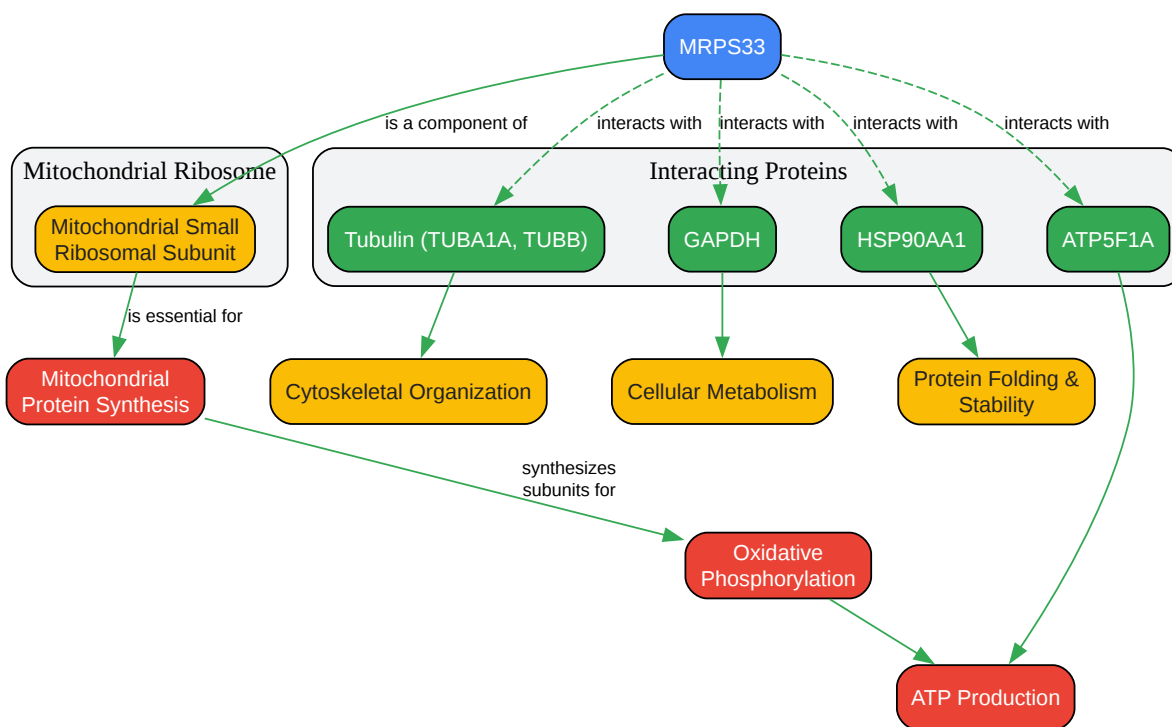 MRPS33
is a component of
interacts with
interacts with
interacts with
interacts with
Mitochondrial Ribosome
Interacting Proteins
Mitochondrial Small
Ribosomal Subunit
Tubulin (TUBA1A, TUBB)
GAPDH
HSP90AA1
ATP5F1A
is essential for
Mitochondrial
Protein Synthesis
Cytoskeletal Organization
Cellular Metabolism
Protein Folding &
Stability
synthesizes
subunits for
Oxidative
Phosphorylation
ATP Production